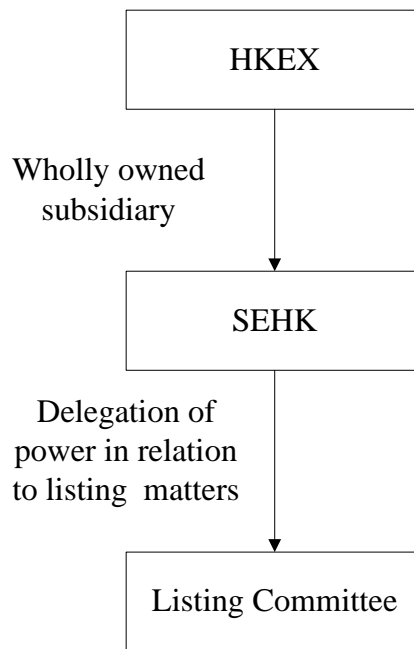 HKEX
Wholly owned
subsidiary
SEHK
Delegation of
power in relation
to listing matters
Listing Committee